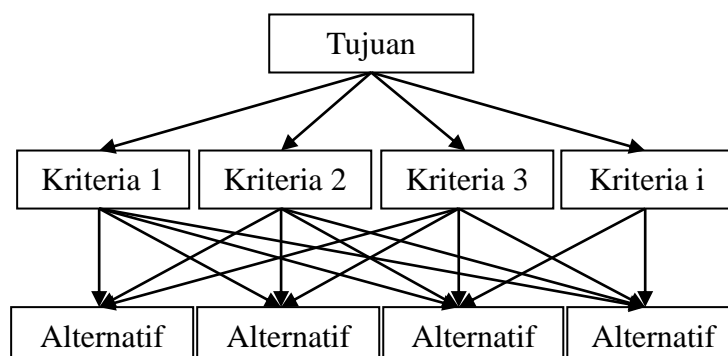 Tujuan
Kriteria 1 Kriteria 2 Kriteria 3 Kriteria i
Alternatif Alternatif Alternatif Alternatif